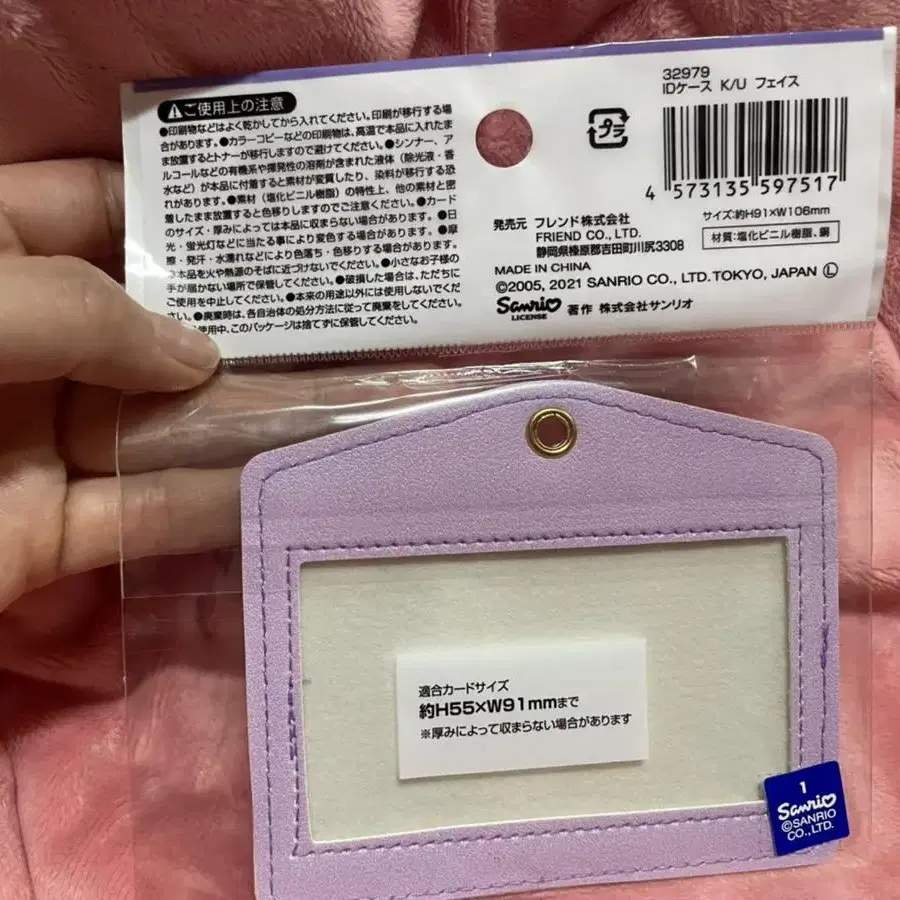 ⚠ご使用上の注意
●印刷物などはよく乾かしてから入れてください。印刷が移行する場
合があります。●カラーコピーなどの印刷物は、高温で本品に入れたま
ま放置するとトナーが移行しますので避けてください。●シンナー、ア
ルコールなどの有機系や揮発性の溶剤が含まれた液体（除光液・香
水など）が本品に付着すると素材が変質したり、染料が移行する恐
れがあります。●素材（塩化ビニル樹脂）の特性上、他の素材と密
着したまま放置すると色移りしますのでご注意ください。●カード
のサイズ・厚みによっては本品に収まらない場合があります。●日
光・蛍光灯などに当たる事により変色する場合があります。●摩
擦・発汗・水濡れなどにより色落ち・色移りする場合があります。
本品を火や熱源のそばに近づけないでください。●小さなお子様の
手が届かない場所で保管してください。●破損した場合は、ただちに
ご使用を中止してください。●本来の用途以外には使用しないでくだ
さい。●廃棄時は、各自治体の処分方法に従って廃棄をしてください。
使用中、このパッケージは捨てずに保管してください。
プラ
32979
IDケース K/U フェイス
4 573135 597517
サイズ:約H91×W106mm
材質:塩化ビニル樹脂、銅
発売元 フレンド株式会社
FRIEND CO., LTD.
静岡県榛原郡吉田町川尻3308
MADE IN CHINA
©2005, 2021 SANRIO CO., LTD. TOKYO, JAPAN Ⓛ
Sanrio LICENSE 著作 株式会社サンリオ
適合カードサイズ
約H55×W91mmまで
※厚みによって収まらない場合があります
1
Sanrio
©SANRIO
CO., LTD.